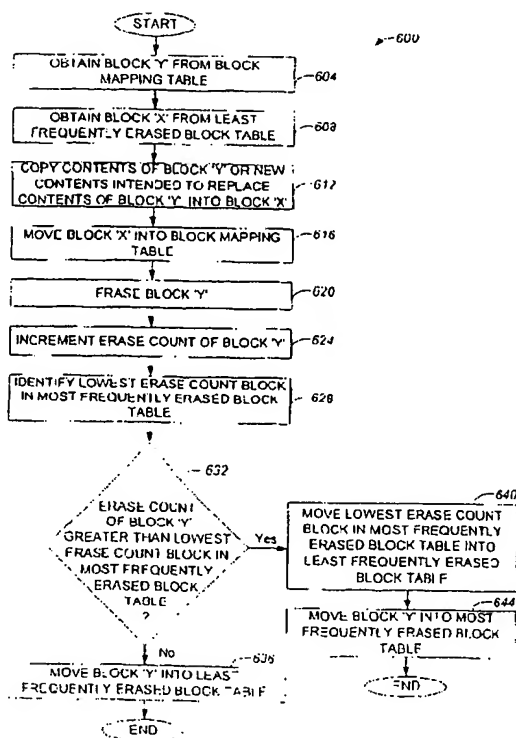 START
600
OBTAIN BLOCK 'Y' FROM BLOCK
MAPPING TABLE
604
OBTAIN BLOCK 'X' FROM LEAST
FREQUENTLY ERASED BLOCK TABLE
608
COPY CONTENTS OF BLOCK 'Y' OR NEW
CONTENTS INTENDED TO REPLACE
CONTENTS OF BLOCK 'Y' INTO BLOCK 'X'
612
MOVE BLOCK 'X' INTO BLOCK MAPPING
TABLE
616
ERASE BLOCK 'Y'
620
INCREMENT ERASE COUNT OF BLOCK 'Y'
624
IDENTIFY LOWEST ERASE COUNT BLOCK
IN MOST FREQUENTLY ERASED BLOCK
TABLE
628
632
ERASE COUNT
OF BLOCK 'Y'
GREATER THAN LOWEST
ERASE COUNT BLOCK IN
MOST FREQUENTLY
ERASED BLOCK
TABLE
?
Yes
640
MOVE LOWEST ERASE COUNT
BLOCK IN MOST FREQUENTLY
ERASED BLOCK TABLE INTO
LEAST FREQUENTLY ERASED
BLOCK TABLE
644
MOVE BLOCK 'Y' INTO MOST
FREQUENTLY ERASED BLOCK
TABLE
END
No
636
MOVE BLOCK 'Y' INTO LEAST
FREQUENTLY ERASED BLOCK TABLE
END